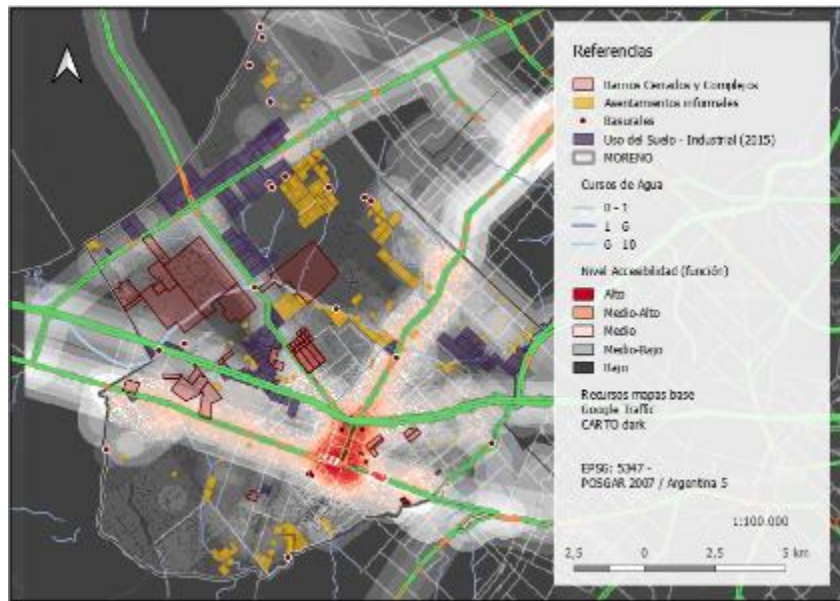 Referencias
Barrios Cerrados y Complejos
Asentamientos informales
Basurales
Uso del Suelo - Industrial (2015)
MORENO
Cursos de Agua
0 - 1
1 - 6
6 - 10
Nivel Accesibilidad (función)
Alto
Medio-Alto
Medio
Medio-Bajo
Bajo
Recursos mapas base
Google Traffic
CARTO dark
EPSG: 5347 -
POSGAR 2007 / Argentina 5
1:100.000
2,5 0 2,5 5 km